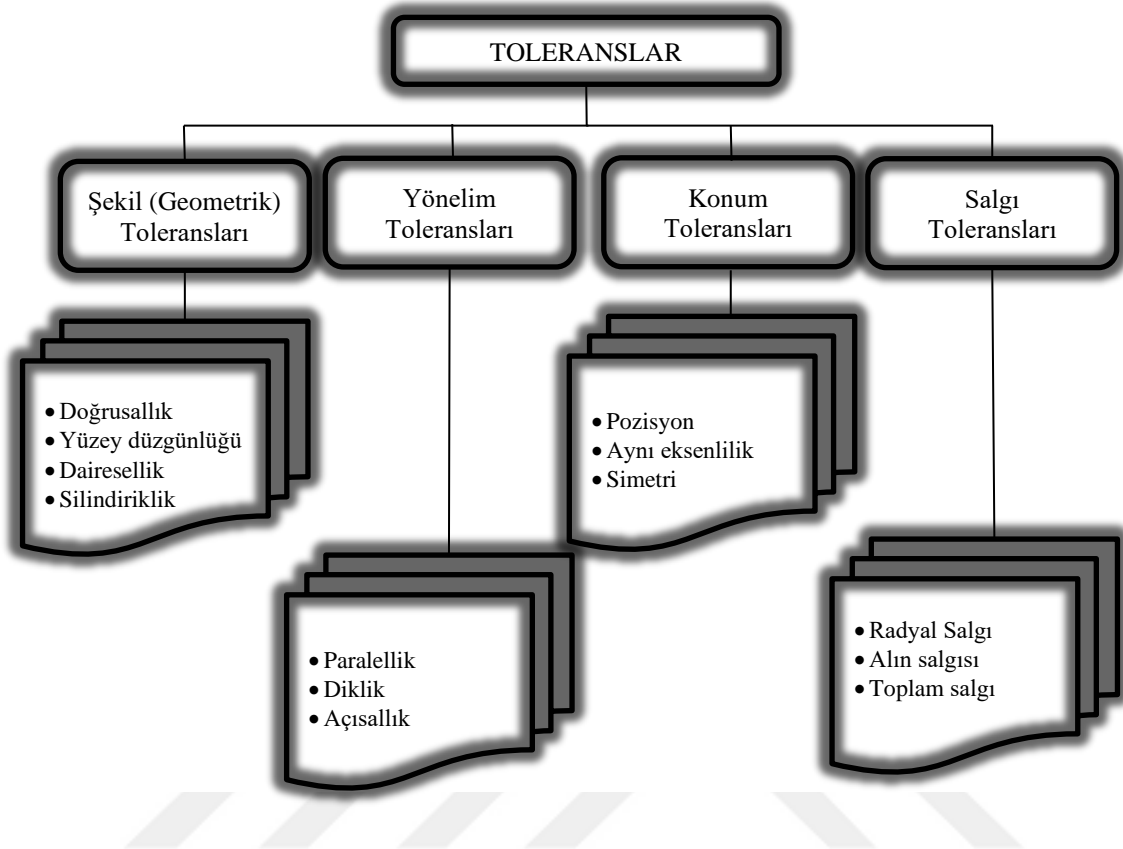 TOLERANSLAR
Şekil (Geometrik)
Toleransları
Yönelim
Toleransları
Konum
Toleransları
Salgı
Toleransları
• Doğrusallık
• Yüzey düzgünlüğü
• Dairesellik
• Silindiriklik
• Paralellik
• Diklik
• Açısallık
• Pozisyon
• Aynı eksenlilik
• Simetri
• Radyal Salgı
• Alın salgısı
• Toplam salgı